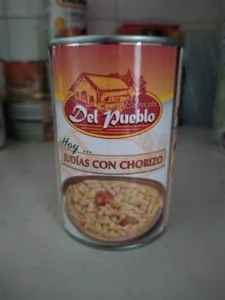 Del Pueblo
Hoy ...
JUDÍAS CON CHORIZO